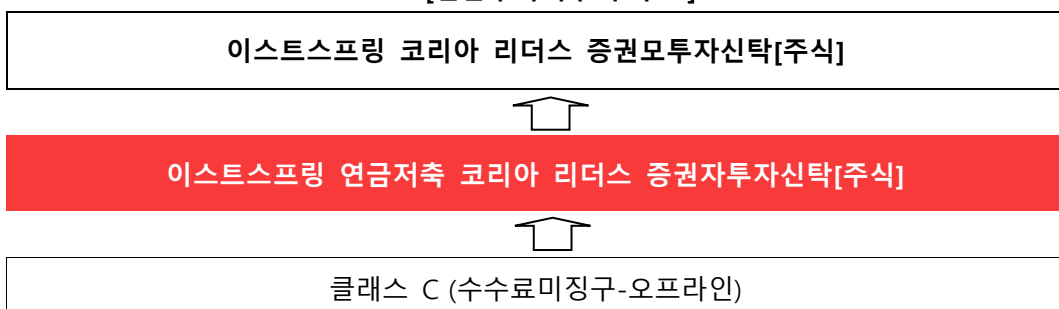 이스트스프링 코리아 리더스 증권모투자신탁[주식]
이스트스프링 연금저축 코리아 리더스 증권자투자신탁[주식]
클래스 C (수수료미징구-오프라인)